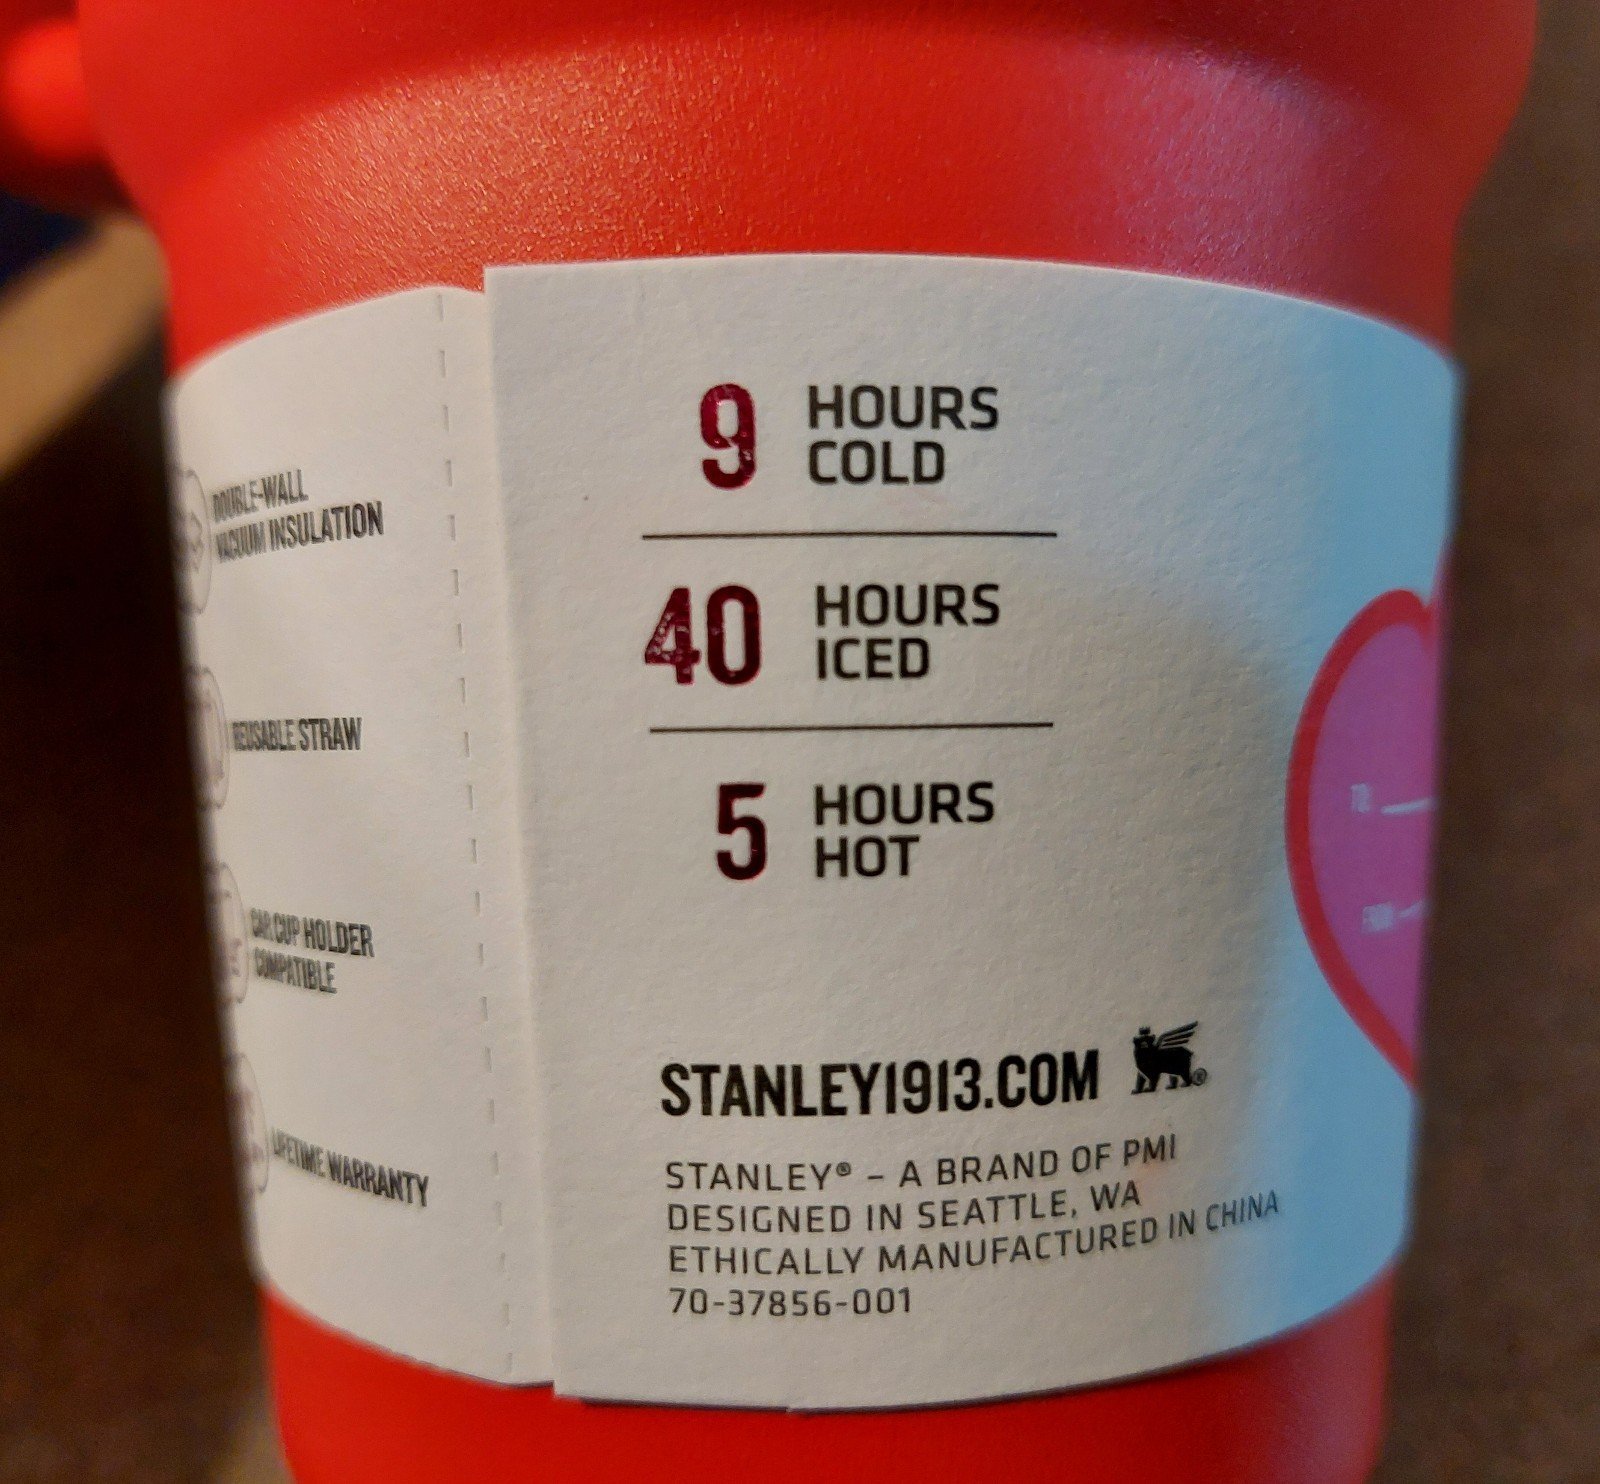 DOUBLE-WALL
VACUUM INSULATION
REUSABLE STRAW
CAR CUP HOLDER
COMPATIBLE
LIFETIME WARRANTY
9 HOURS
COLD
40 HOURS
ICED
5 HOURS
HOT
STANLEY1913.COM ®
STANLEY® – A BRAND OF PMI
DESIGNED IN SEATTLE, WA
ETHICALLY MANUFACTURED IN CHINA
70-37856-001
TO
FROM